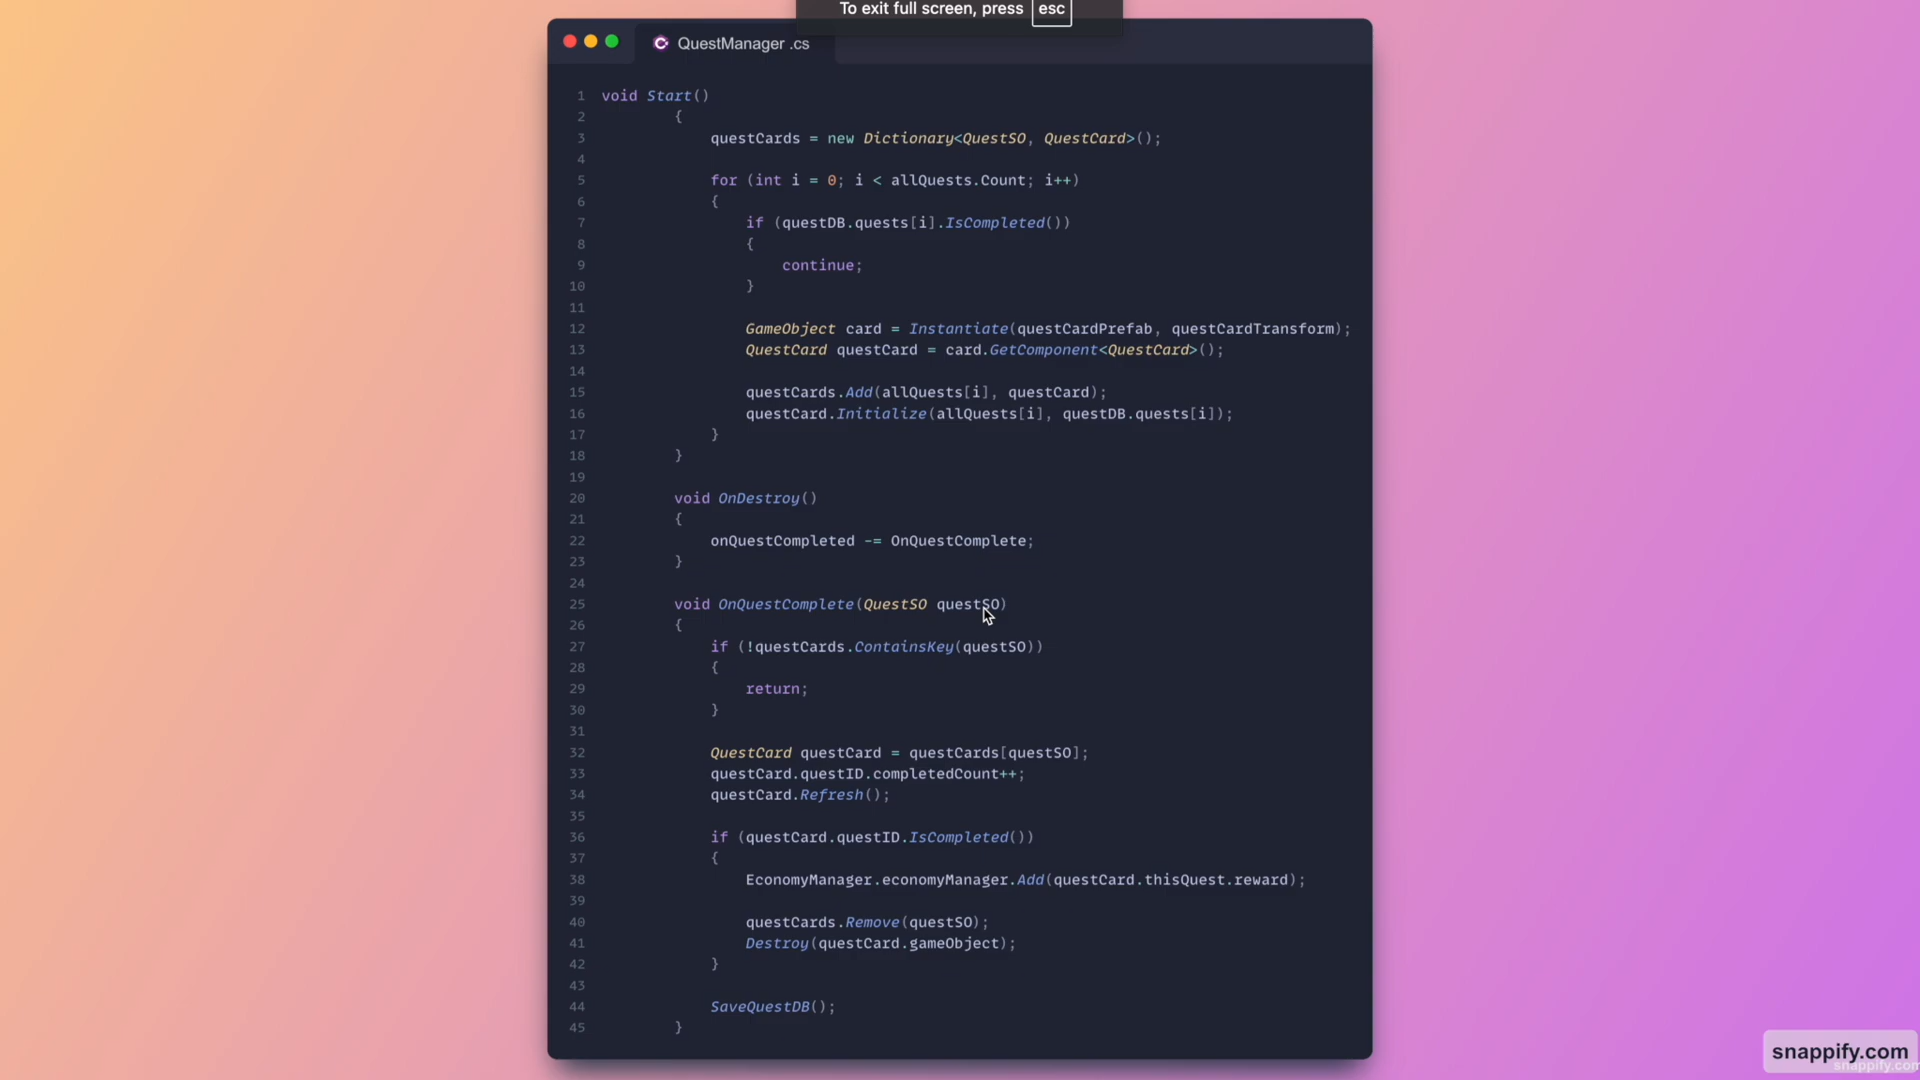 To exit full screen, press esc
QuestManager .cs
1 void Start()
2 {
3 questCards = new Dictionary<QuestSO, QuestCard>();
4
5 for (int i = 0; i < allQuests.Count; i++)
6 {
7 if (questDB.quests[i].IsCompleted())
8 {
9 continue;
10 }
11
12 GameObject card = Instantiate(questCardPrefab, questCardTransform);
13 QuestCard questCard = card.GetComponent<QuestCard>();
14
15 questCards.Add(allQuests[i], questCard);
16 questCard.Initialize(allQuests[i], questDB.quests[i]);
17 }
18 }
19
20 void OnDestroy()
21 {
22 onQuestCompleted -= OnQuestComplete;
23 }
24
25 void OnQuestComplete(QuestSO questSO)
26 {
27 if (!questCards.ContainsKey(questSO))
28 {
29 return;
30 }
31
32 QuestCard questCard = questCards[questSO];
33 questCard.questID.completedCount++;
34 questCard.Refresh();
35
36 if (questCard.questID.IsCompleted())
37 {
38 EconomyManager.economyManager.Add(questCard.thisQuest.reward);
39
40 questCards.Remove(questSO);
41 Destroy(questCard.gameObject);
42 }
43
44 SaveQuestDB();
45 }
snappify.com
snappify.com